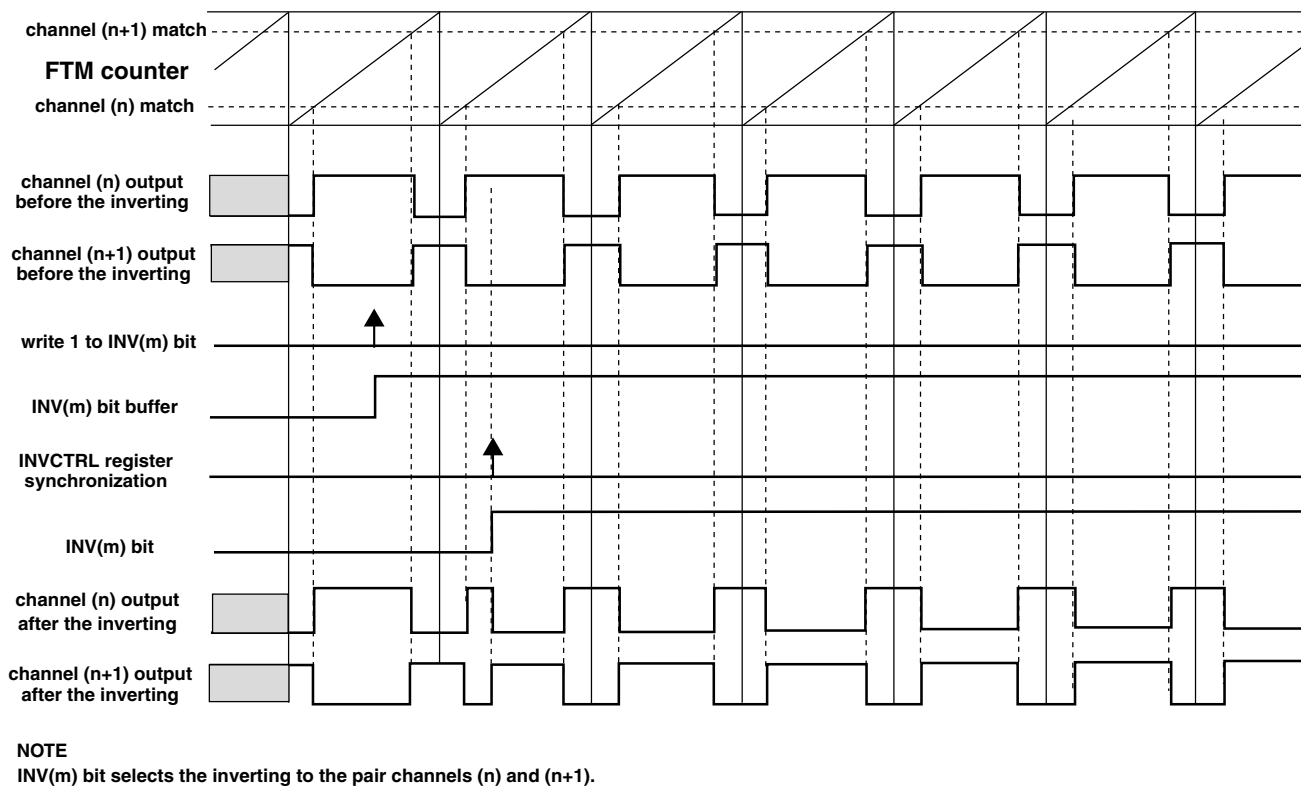 channel (n+1) match
FTM counter
channel (n) match
channel (n) output
before the inverting
channel (n+1) output
before the inverting
write 1 to INV(m) bit
INV(m) bit buffer
INVCTRL register
synchronization
INV(m) bit
channel (n) output
after the inverting
channel (n+1) output
after the inverting
NOTE
INV(m) bit selects the inverting to the pair channels (n) and (n+1).